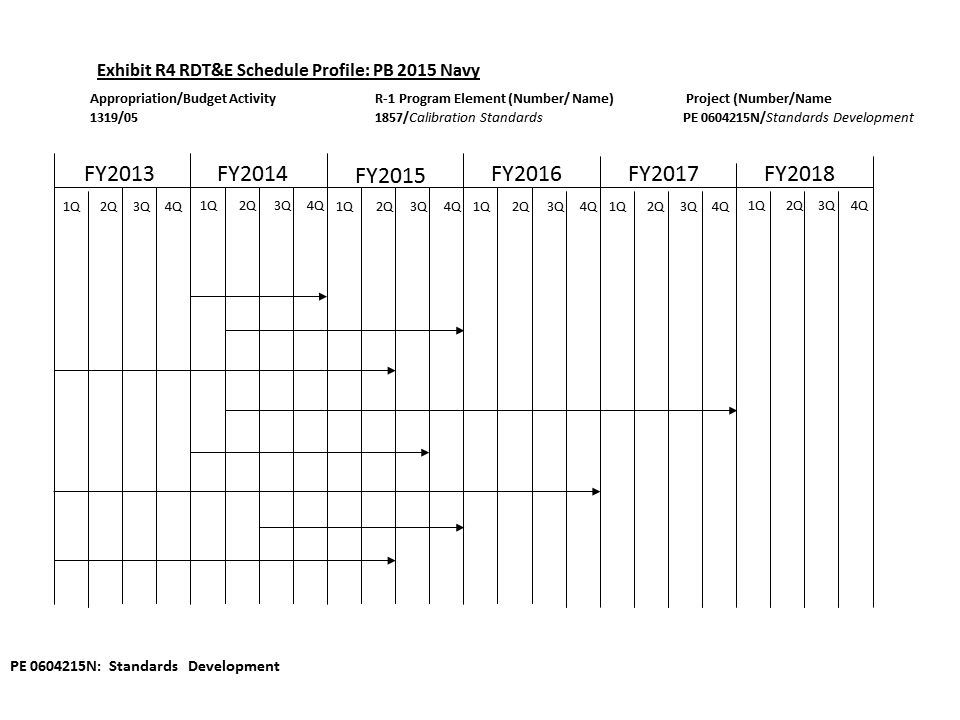 Exhibit R4 RDT&E Schedule Profile: PB 2015 Navy
Appropriation/Budget Activity R-1 Program Element (Number/ Name) Project (Number/Name
1319/05 1857/Calibration Standards PE 0604215N/Standards Development
FY2013 FY2014 FY2015 FY2016 FY2017 FY2018
1Q 2Q 3Q 4Q 1Q 2Q 3Q 4Q 1Q 2Q 3Q 4Q 1Q 2Q 3Q 4Q 1Q 2Q 3Q 4Q 1Q 2Q 3Q 4Q
PE 0604215N: Standards Development